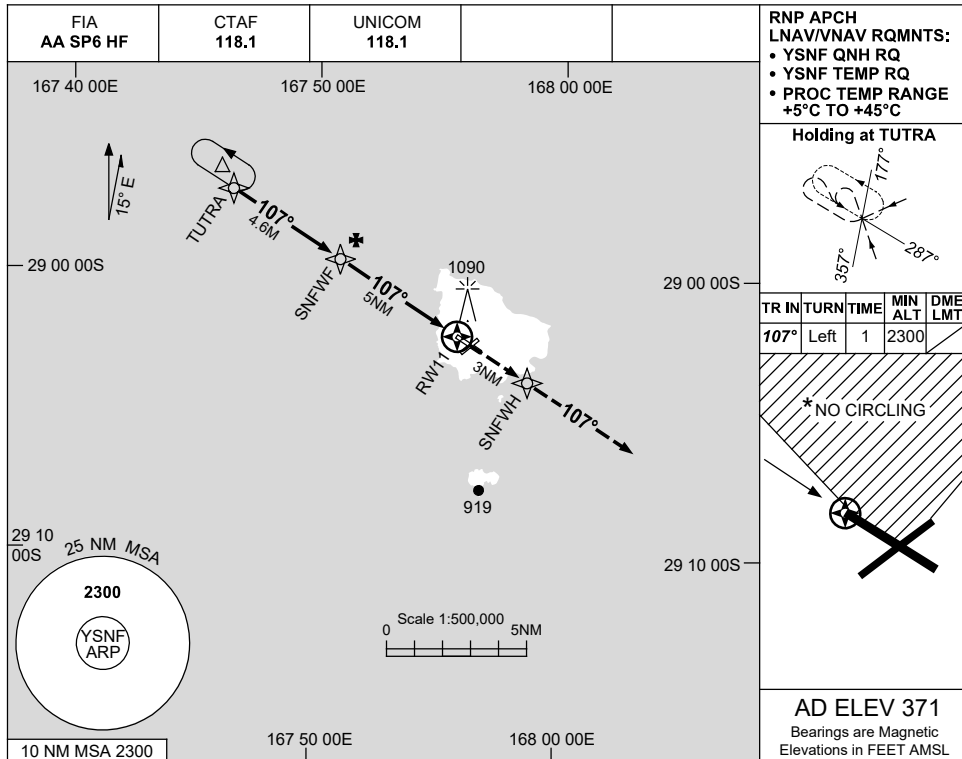 FIA
AA SP6 HF
CTAF
118.1
UNICOM
118.1
RNP APCH
LNAV/VNAV RQMNTS:
• YSNF QNH RQ
• YSNF TEMP RQ
• PROC TEMP RANGE
+5°C TO +45°C
167 40 00E
167 50 00E
168 00 00E
15° E
TUTRA
107°
4.6M
29 00 00S
SNFWF
107°
5NM
1090
29 00 00S
RW11
3NM
SNFWH
107°
919
29 10
00S
29 10 00S
25 NM MSA
2300
YSNF
ARP
Scale 1:500,000
0
5NM
10 NM MSA 2300
167 50 00E
168 00 00E
Holding at TUTRA
177°
287°
357°
TR IN TURN TIME MIN ALT DME LMT
107° Left 1 2300
*NO CIRCLING
AD ELEV 371
Bearings are Magnetic
Elevations in FEET AMSL